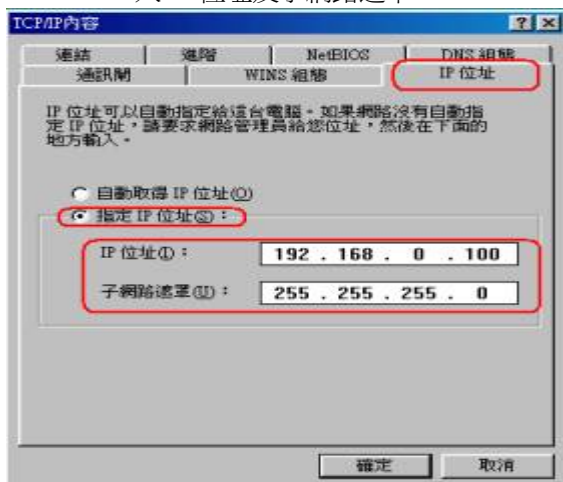 TCP/IP內容
連結 進階 NetBIOS DNS 組態
通訊閘 WINS 組態 IP 位址
IP 位址可以自動指定給這台電腦。如果網路沒有自動指
定 IP 位址，請要求網路管理員給您位址，然後在下面的
地方輸入。
自動取得 IP 位址(O)
指定 IP 位址(S)：
IP 位址(I)： 192 . 168 . 0 . 100
子網路遮罩(U)： 255 . 255 . 255 . 0
確定 取消